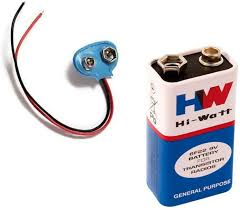 HW
Hi-Watt
6F22 9V
BATTERY
FOR
TRANSISTOR
RADIOS
GENERAL PURPOSE